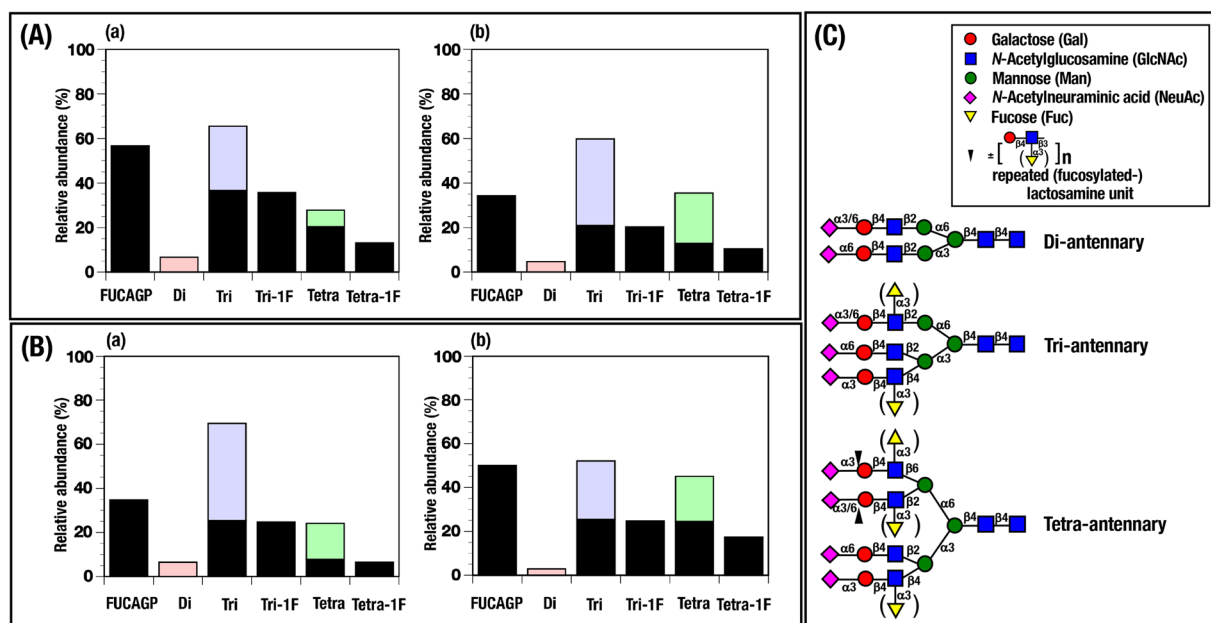 (A)
(a)
Relative abundance (%)
100
80
60
40
20
0
FUCAGP Di Tri Tri-1F Tetra Tetra-1F
(b)
Relative abundance (%)
100
80
60
40
20
0
FUCAGP Di Tri Tri-1F Tetra Tetra-1F
(B)
(a)
Relative abundance (%)
100
80
60
40
20
0
FUCAGP Di Tri Tri-1F Tetra Tetra-1F
(b)
Relative abundance (%)
100
80
60
40
20
0
FUCAGP Di Tri Tri-1F Tetra Tetra-1F
(C)
Galactose (Gal)
N-Acetylglucosamine (GlcNAc)
Mannose (Man)
N-Acetylneuraminic acid (NeuAc)
Fucose (Fuc)
β4 β3
± [ (α3) ]n
repeated (fucosylated-)
lactosamine unit
α3/6 β4 β2 α6 β4 β4
α6 β4 β2 α3
Di-antennary
(α3)
α3/6 β4 β2 α6
α6 β4 β2 α3 β4 β4
α3 β4 β4
(α3)
Tri-antennary
(α3)
α3 β4 β6
α3/6 β4 β2 α6
(α3)
β4 β4
α6 β4 β2 α3
α3 β4 β4
(α3)
Tetra-antennary